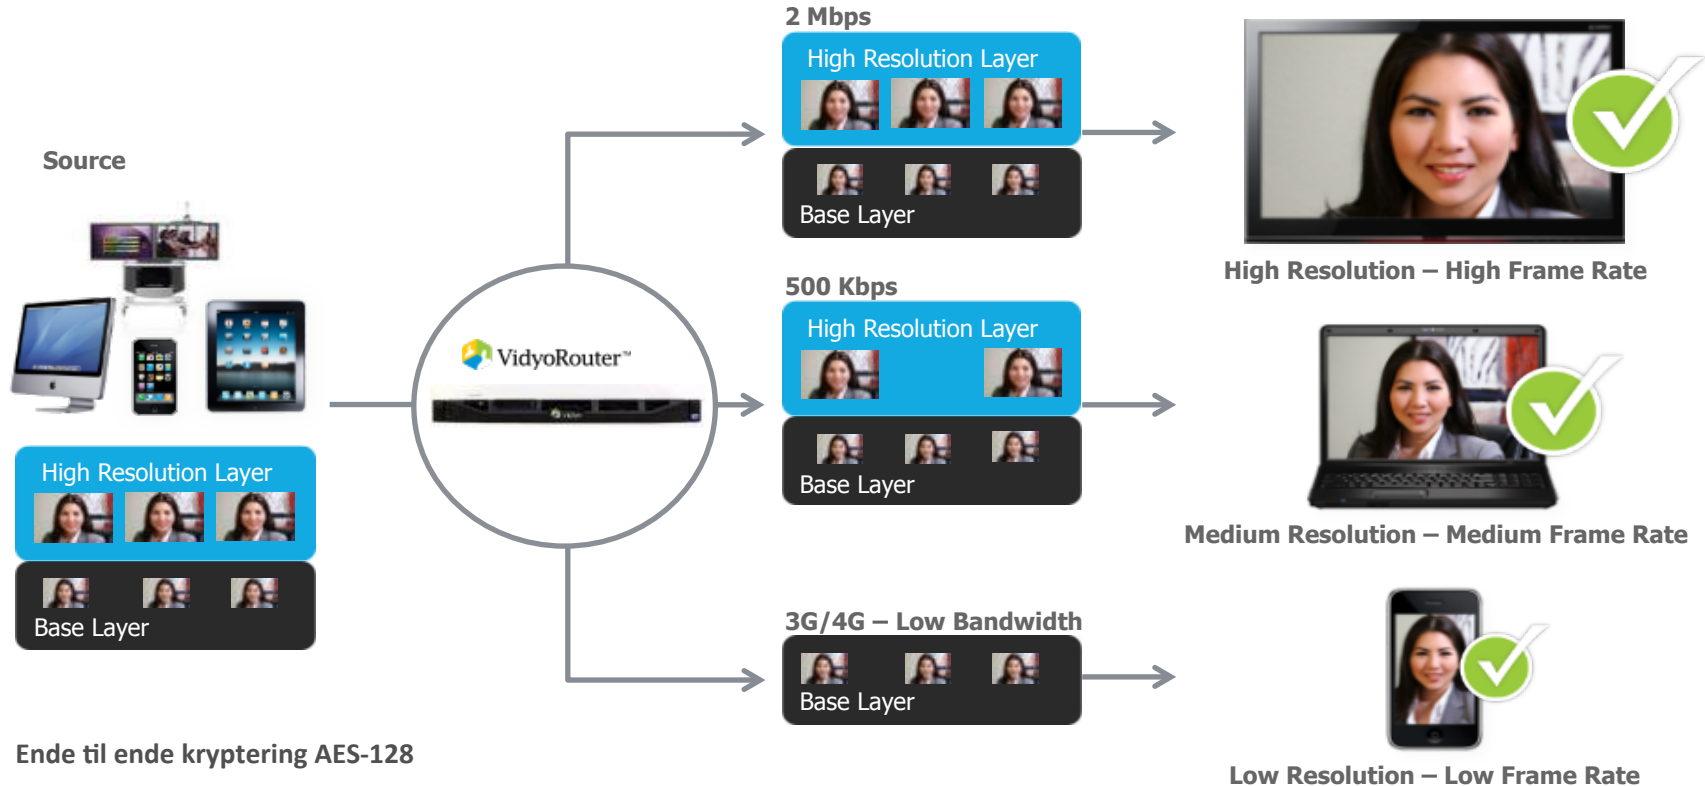 2 Mbps
High Resolution Layer
Base Layer
Source
High Resolution – High Frame Rate
500 Kbps
High Resolution Layer
Base Layer
VidyoRouter™
Vidyo
High Resolution Layer
Base Layer
Medium Resolution – Medium Frame Rate
3G/4G – Low Bandwidth
Base Layer
Ende til ende kryptering AES-128
Low Resolution – Low Frame Rate